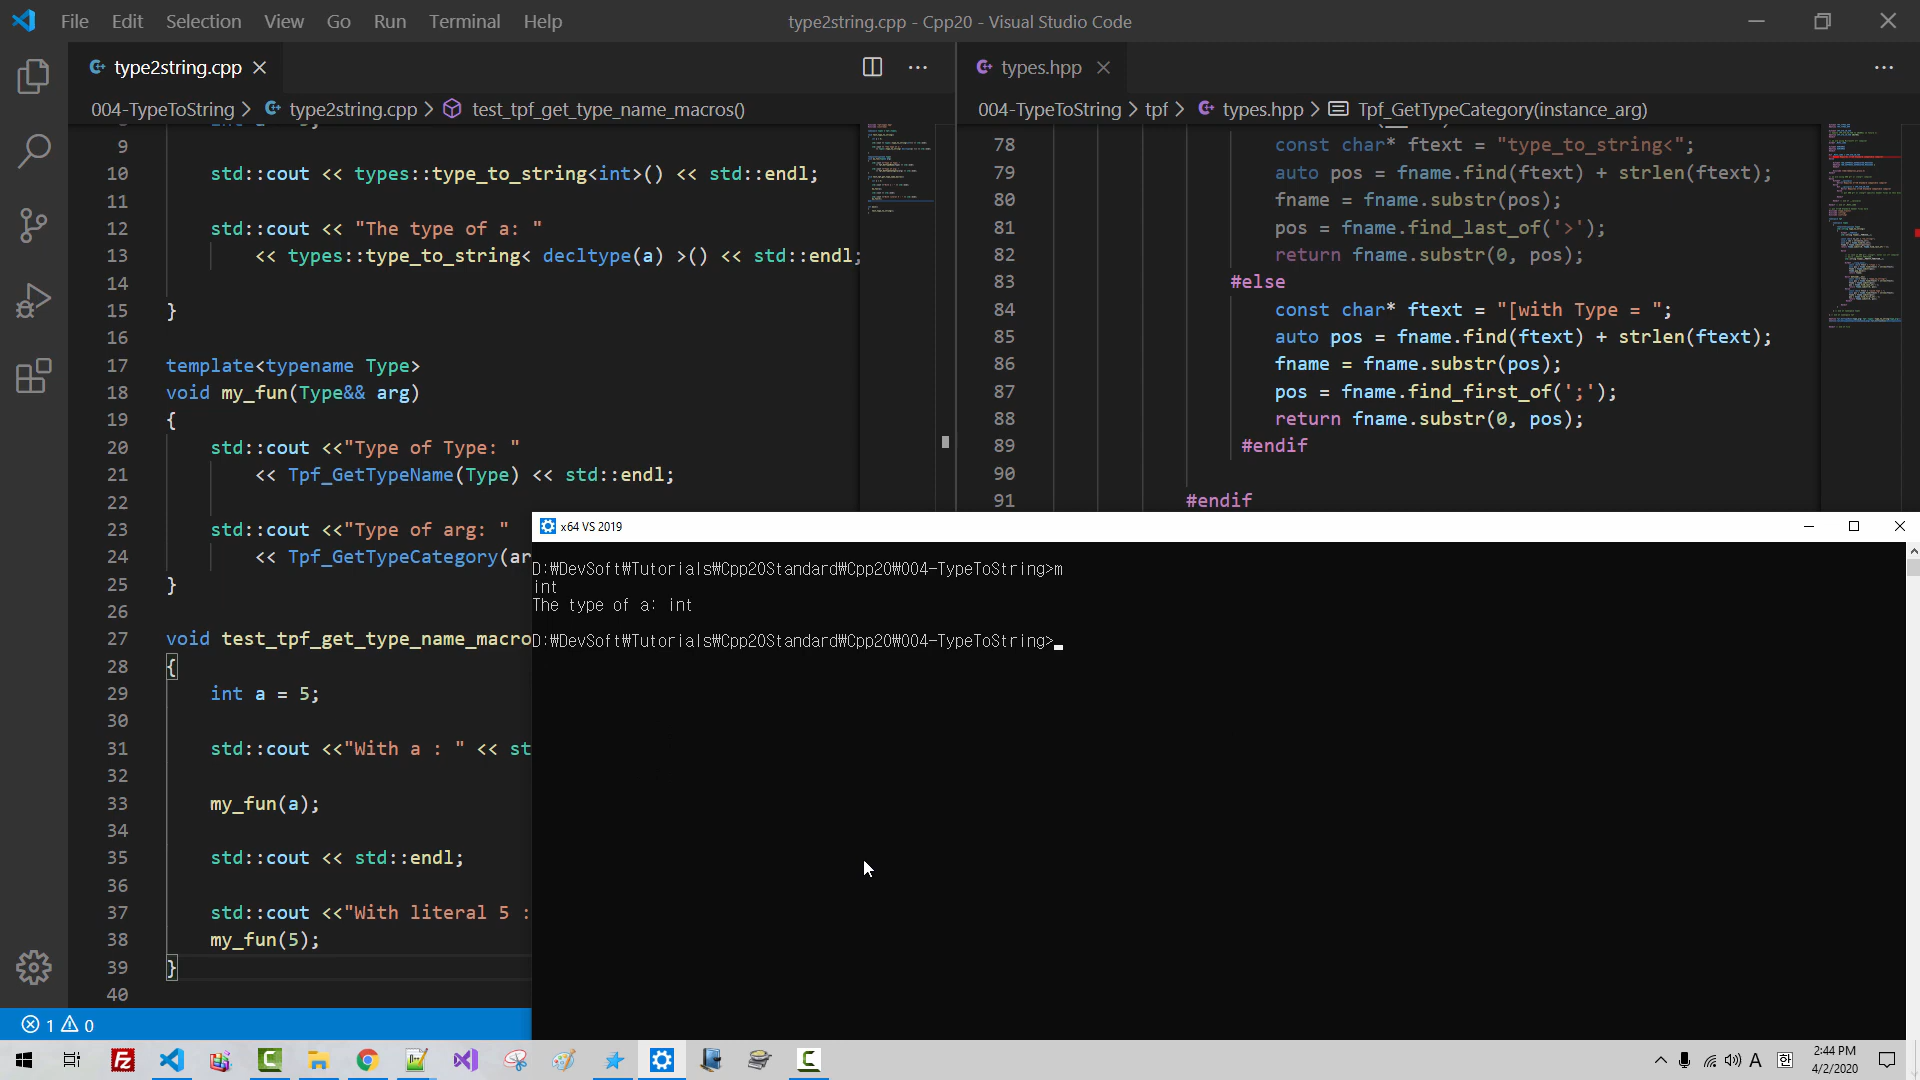 File Edit Selection View Go Run Terminal Help
type2string.cpp - Cpp20 - Visual Studio Code
type2string.cpp
004-TypeToString > type2string.cpp > test_tpf_get_type_name_macros()
9
10 std::cout << types::type_to_string<int>() << std::endl;
11
12 std::cout << "The type of a: "
13 << types::type_to_string< decltype(a) >() << std::endl;
14
15 }
16
17 template<typename Type>
18 void my_fun(Type&& arg)
19 {
20 std::cout <<"Type of Type: "
21 << Tpf_GetTypeName(Type) << std::endl;
22
23 std::cout <<"Type of arg: "
24 << Tpf_GetTypeCategory(ar
25 }
26
27 void test_tpf_get_type_name_macro
28 {
29 int a = 5;
30
31 std::cout <<"With a : " << st
32
33 my_fun(a);
34
35 std::cout << std::endl;
36
37 std::cout <<"With literal 5 :
38 my_fun(5);
39 }
40
types.hpp
004-TypeToString > tpf > types.hpp > Tpf_GetTypeCategory(instance_arg)
78 const char* ftext = "type_to_string<";
79 auto pos = fname.find(ftext) + strlen(ftext);
80 fname = fname.substr(pos);
81 pos = fname.find_last_of('>');
82 return fname.substr(0, pos);
83 #else
84 const char* ftext = "[with Type = ";
85 auto pos = fname.find(ftext) + strlen(ftext);
86 fname = fname.substr(pos);
87 pos = fname.find_first_of(';');
88 return fname.substr(0, pos);
89 #endif
90
91 #endif
x64 VS 2019
D:₩DevSoft₩Tutorials₩Cpp20Standard₩Cpp20₩004-TypeToString>m
int
The type of a: int
D:₩DevSoft₩Tutorials₩Cpp20Standard₩Cpp20₩004-TypeToString>
1 0
A 한
2:44 PM
4/2/2020